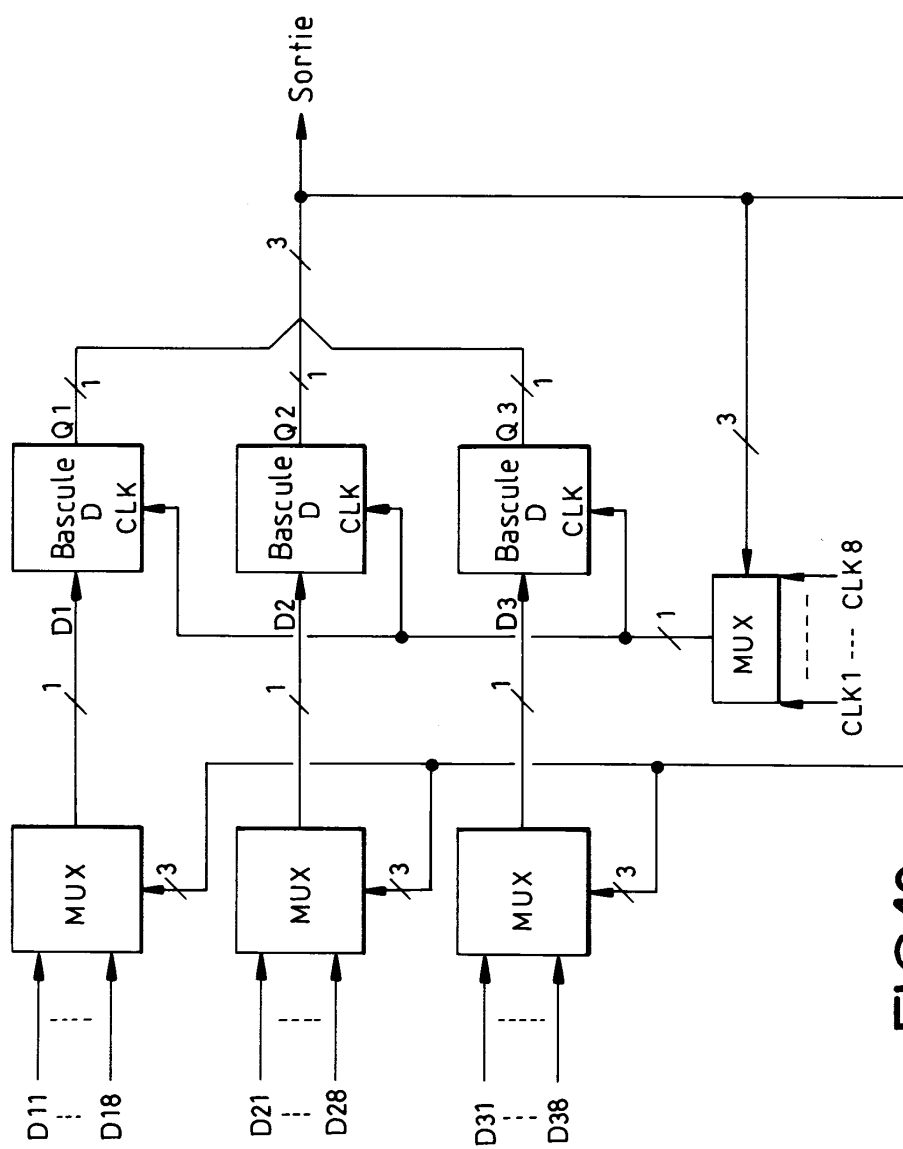 D11
----
D18
MUX
3
1
D1
Bascule
D
CLK
Q1
1
D21
----
D28
MUX
3
1
D2
Bascule
D
CLK
Q2
1
3
Sortie
D31
----
D38
MUX
3
1
D3
Bascule
D
CLK
Q3
1
1
MUX
3
CLK1 --- CLK8